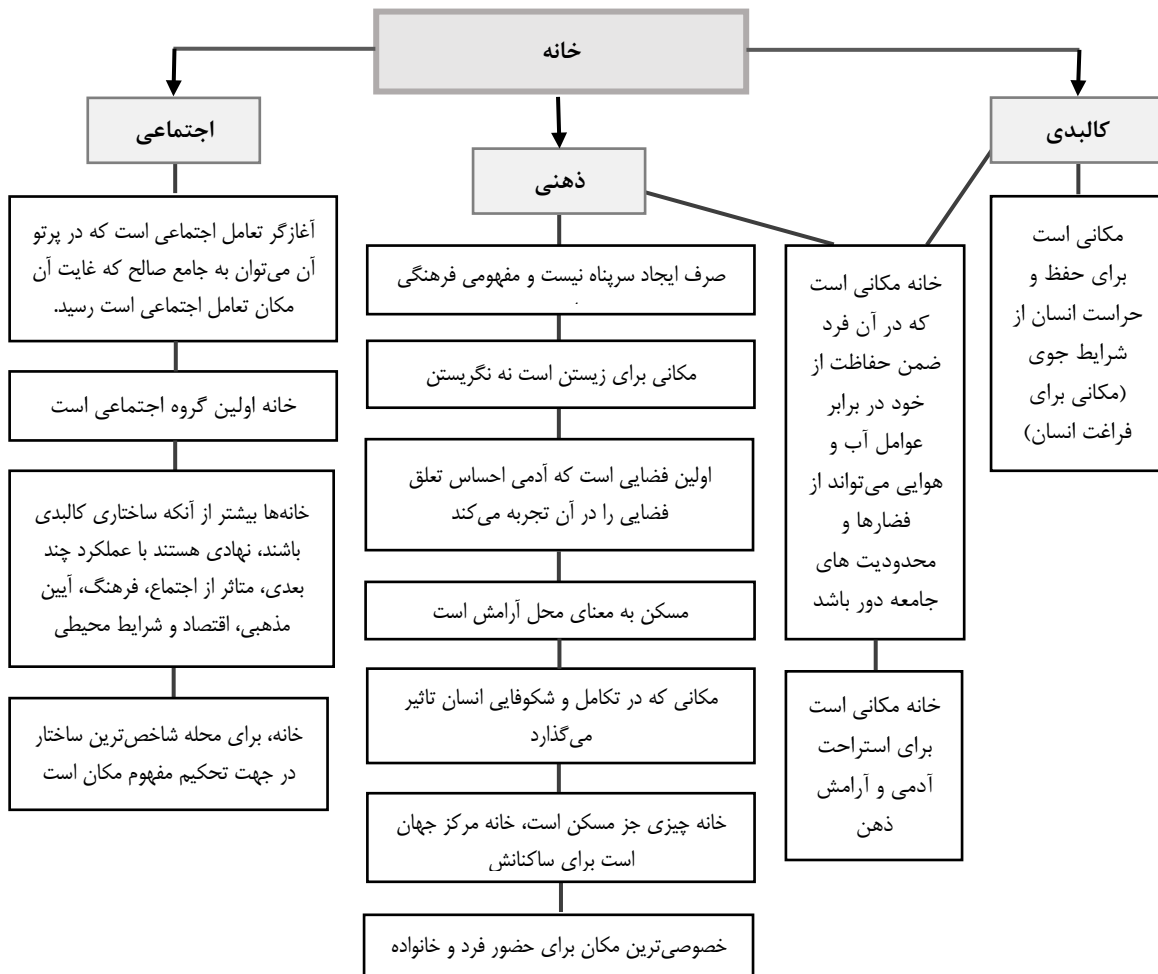 خانه
کالبدی
مکانی است
برای حفظ و
حراست انسان از
شرایط جوی
(مکانی برای
فراغت انسان)
خانه مکانی است
که در آن فرد
ضمن حفاظت از
خود در برابر
عوامل آب و
هوایی می‌تواند از
فضارها و
محدودیت های
جامعه دور باشد
خانه مکانی است
برای استراحت
آدمی و آرامش
ذهن
ذهنی
صرف ایجاد سرپناه نیست و مفهومی فرهنگی
مکانی برای زیستن است نه نگریستن
اولین فضایی است که آدمی احساس تعلق
فضایی را در آن تجربه می‌کند
مسکن به معنای محل آرامش است
مکانی که در تکامل و شکوفایی انسان تاثیر
می‌گذارد
خانه چیزی جز مسکن است، خانه مرکز جهان
است برای ساکنانش
خصوصی‌ترین مکان برای حضور فرد و خانواده
اجتماعی
آغازگر تعامل اجتماعی است که در پرتو
آن می‌توان به جامع صالح که غایت آن
مکان تعامل اجتماعی است رسید.
خانه اولین گروه اجتماعی است
خانه‌ها بیشتر از آنکه ساختاری کالبدی
باشند، نهادی هستند با عملکرد چند
بعدی، متاثر از اجتماع، فرهنگ، آیین
مذهبی، اقتصاد و شرایط محیطی
خانه، برای محله شاخص‌ترین ساختار
در جهت تحکیم مفهوم مکان است